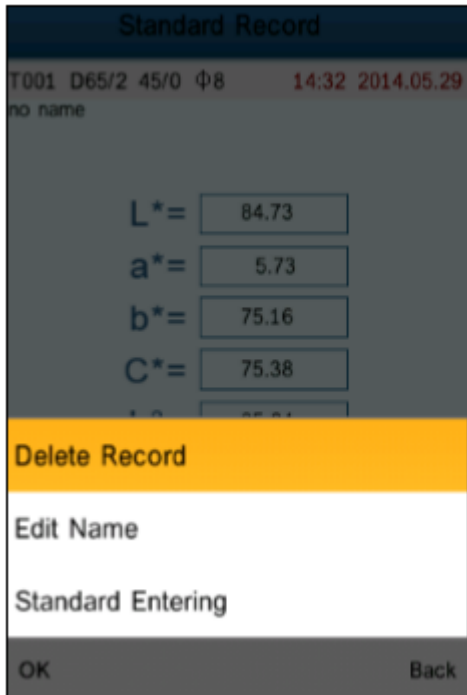 Standard Record
T001 D65/2 45/0 Φ8 14:32 2014.05.29
no name
L*= 84.73
a*= 5.73
b*= 75.16
C*= 75.38
Delete Record
Edit Name
Standard Entering
OK Back